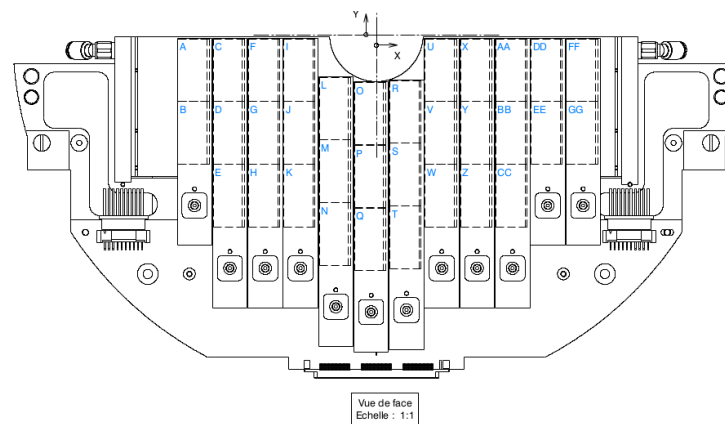 Y
X
A C F I U X AA DD FF
L O R
B D G J V Y BB EE GG
M P S
E H K W Z CC
N Q T
Vue de face
Echelle : 1:1